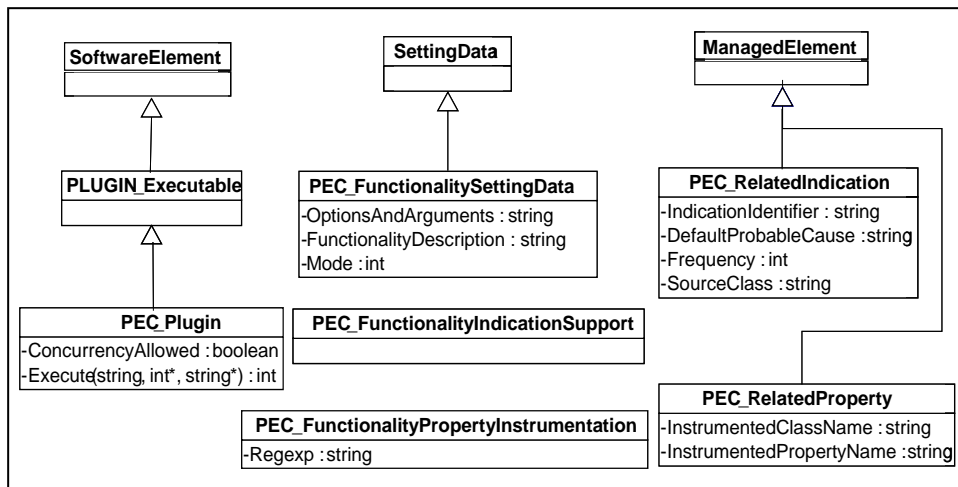 SoftwareElement
SettingData
ManagedElement
PLUGIN_Executable
PEC_FunctionalitySettingData
-OptionsAndArguments : string
-FunctionalityDescription : string
-Mode : int
PEC_RelatedIndication
-IndicationIdentifier : string
-DefaultProbableCause : string
-Frequency : int
-SourceClass : string
PEC_Plugin
-ConcurrencyAllowed : boolean
-Execute(string, int*, string*) : int
PEC_FunctionalityIndicationSupport
PEC_FunctionalityPropertyInstrumentation
-Regexp : string
PEC_RelatedProperty
-InstrumentedClassName : string
-InstrumentedPropertyName : string